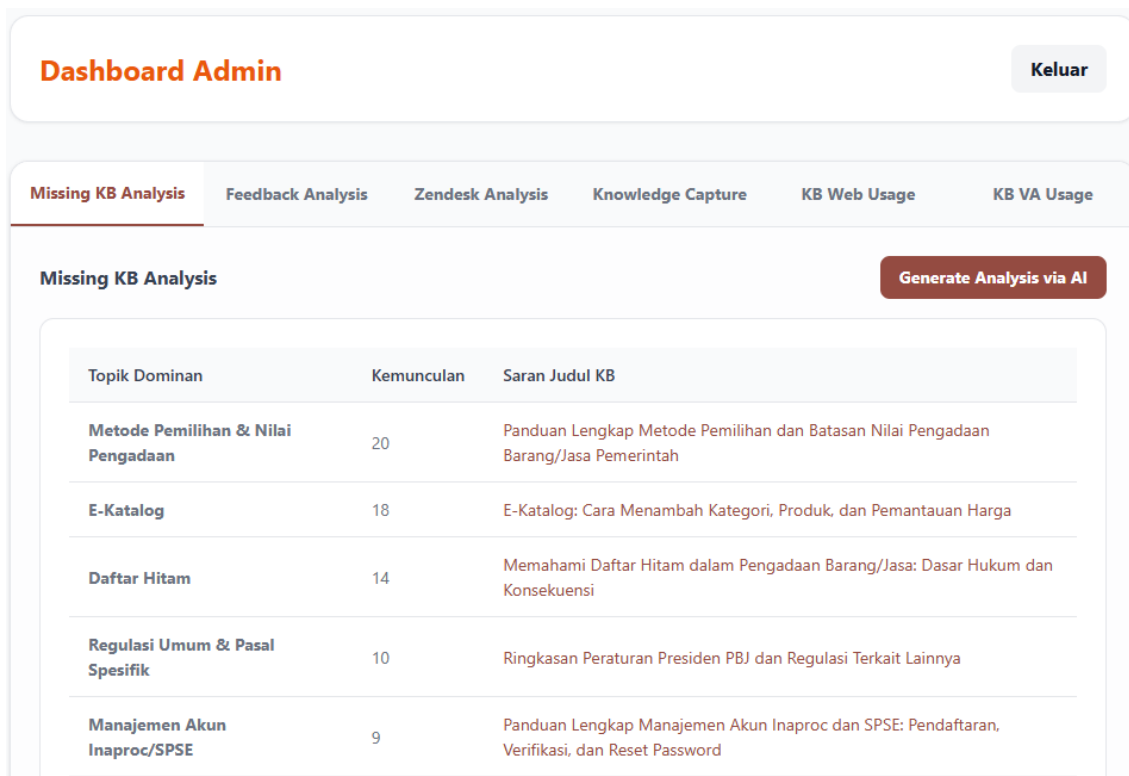 Dashboard Admin
Keluar
Missing KB Analysis
Feedback Analysis
Zendesk Analysis
Knowledge Capture
KB Web Usage
KB VA Usage
Missing KB Analysis
Generate Analysis via AI
Topik Dominan
Kemunculan
Saran Judul KB
Metode Pemilihan & Nilai
Pengadaan
20
Panduan Lengkap Metode Pemilihan dan Batasan Nilai Pengadaan
Barang/Jasa Pemerintah
E-Katalog
18
E-Katalog: Cara Menambah Kategori, Produk, dan Pemantauan Harga
Daftar Hitam
14
Memahami Daftar Hitam dalam Pengadaan Barang/Jasa: Dasar Hukum dan
Konsekuensi
Regulasi Umum & Pasal
Spesifik
10
Ringkasan Peraturan Presiden PBJ dan Regulasi Terkait Lainnya
Manajemen Akun
Inaproc/SPSE
9
Panduan Lengkap Manajemen Akun Inaproc dan SPSE: Pendaftaran,
Verifikasi, dan Reset Password